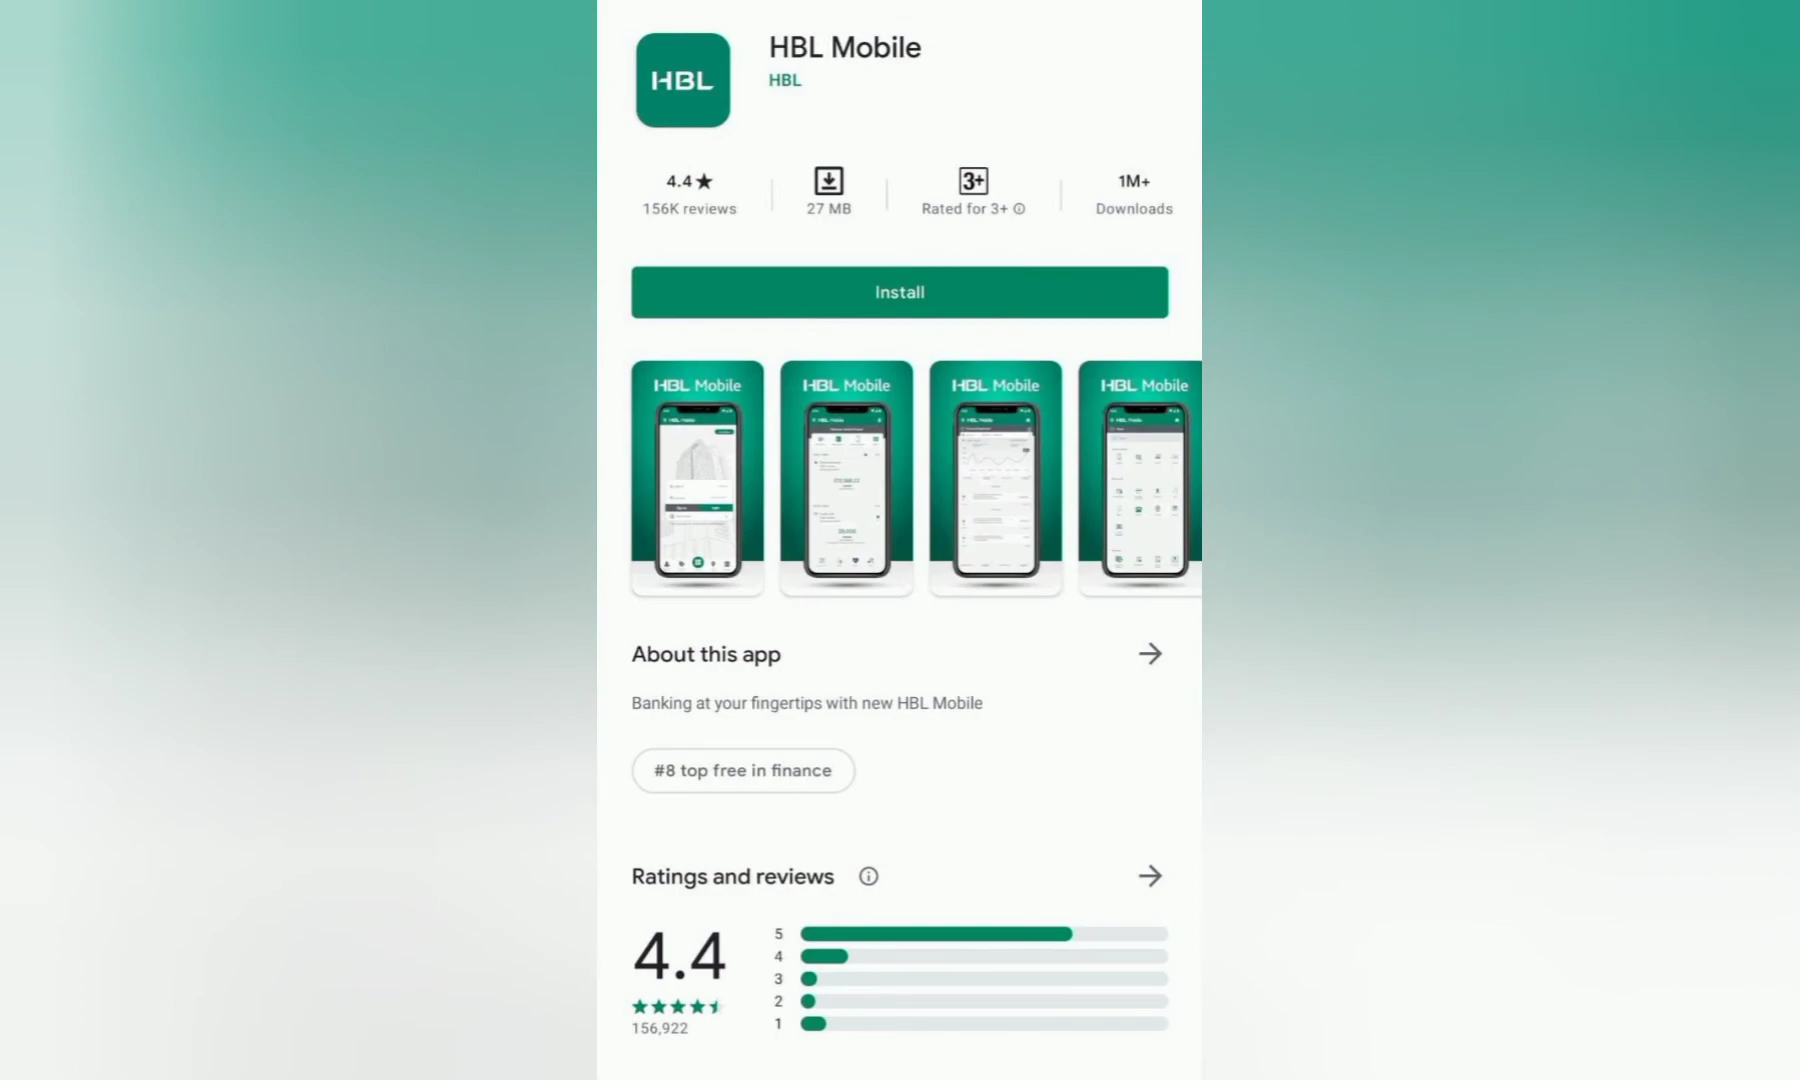 HBL
HBL Mobile
HBL
4.4★
156K reviews
27 MB
3+
Rated for 3+
1M+
Downloads
Install
HBL Mobile
HBL Mobile
HBL Mobile
HBL Mobile
About this app
Banking at your fingertips with new HBL Mobile
#8 top free in finance
Ratings and reviews
4.4
156,922
5
4
3
2
1